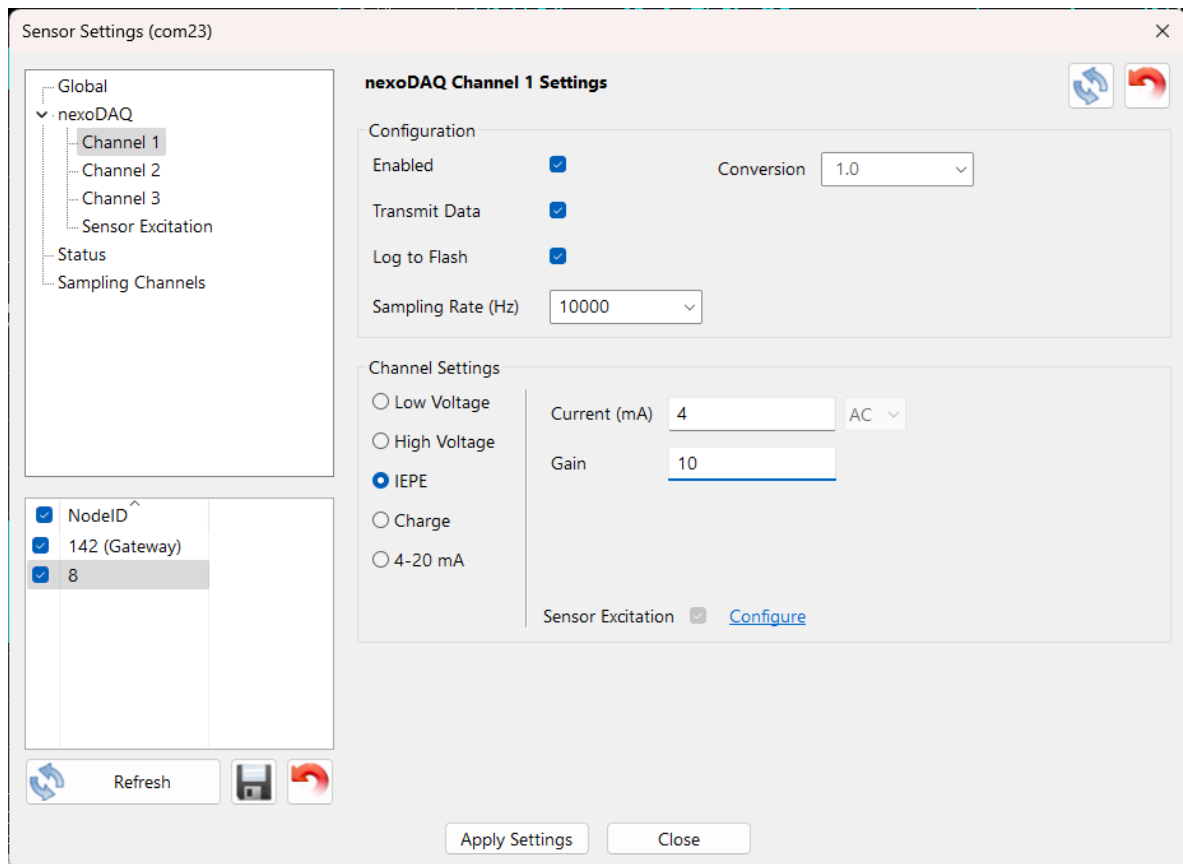 Sensor Settings (com23)
Global
nexoDAQ
Channel 1
Channel 2
Channel 3
Sensor Excitation
Status
Sampling Channels
NodeID
142 (Gateway)
8
Refresh
nexoDAQ Channel 1 Settings
Configuration
Enabled
Conversion 1.0
Transmit Data
Log to Flash
Sampling Rate (Hz) 10000
Channel Settings
Low Voltage
High Voltage
IEPE
Charge
4-20 mA
Current (mA) 4 AC
Gain 10
Sensor Excitation Configure
Apply Settings Close